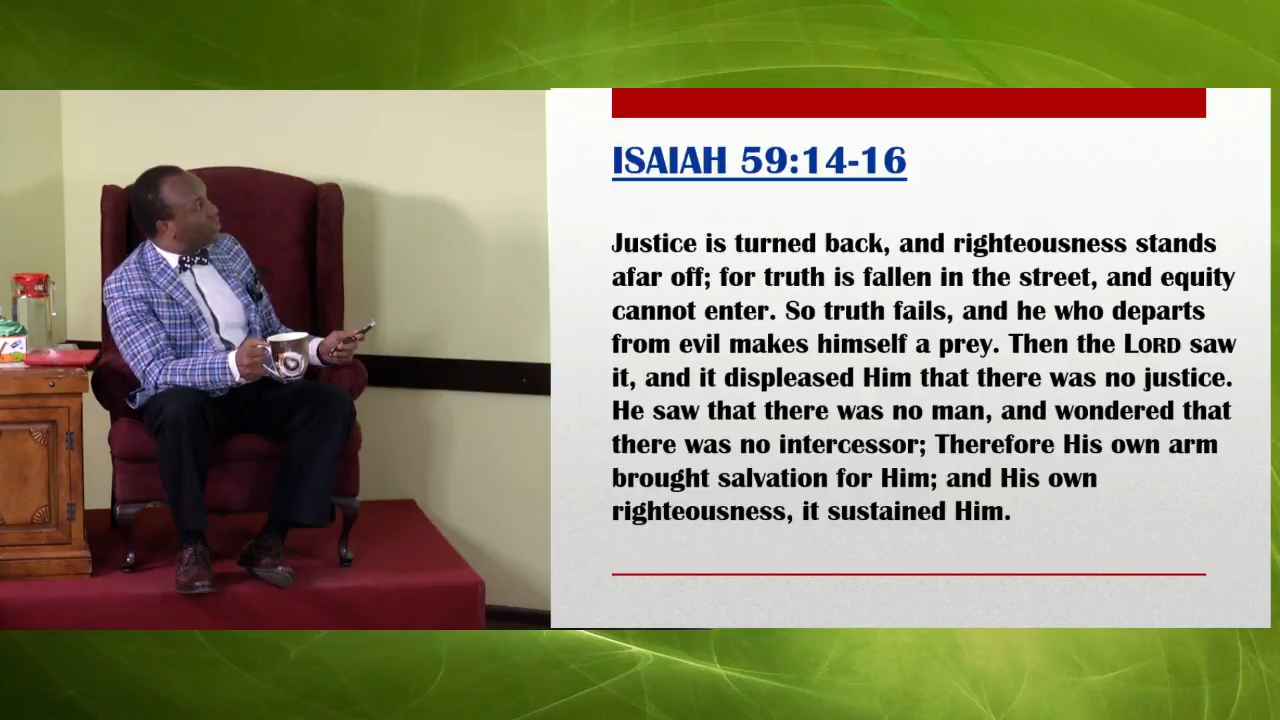 ISAIAH 59:14-16
Justice is turned back, and righteousness stands
afar off; for truth is fallen in the street, and equity
cannot enter. So truth fails, and he who departs
from evil makes himself a prey. Then the LORD saw
it, and it displeased Him that there was no justice.
He saw that there was no man, and wondered that
there was no intercessor; Therefore His own arm
brought salvation for Him; and His own
righteousness, it sustained Him.